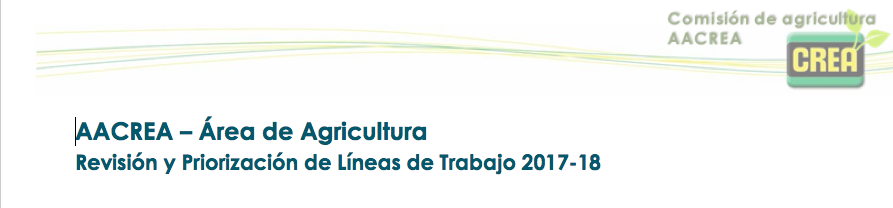 Comisión de agricultura
AACREA
CREA
AACREA – Área de Agricultura
Revisión y Priorización de Líneas de Trabajo 2017-18